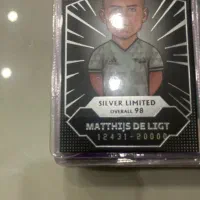 SILVER LIMITED
OVERALL 98
MATTHIJS DE LIGT
12431-20000